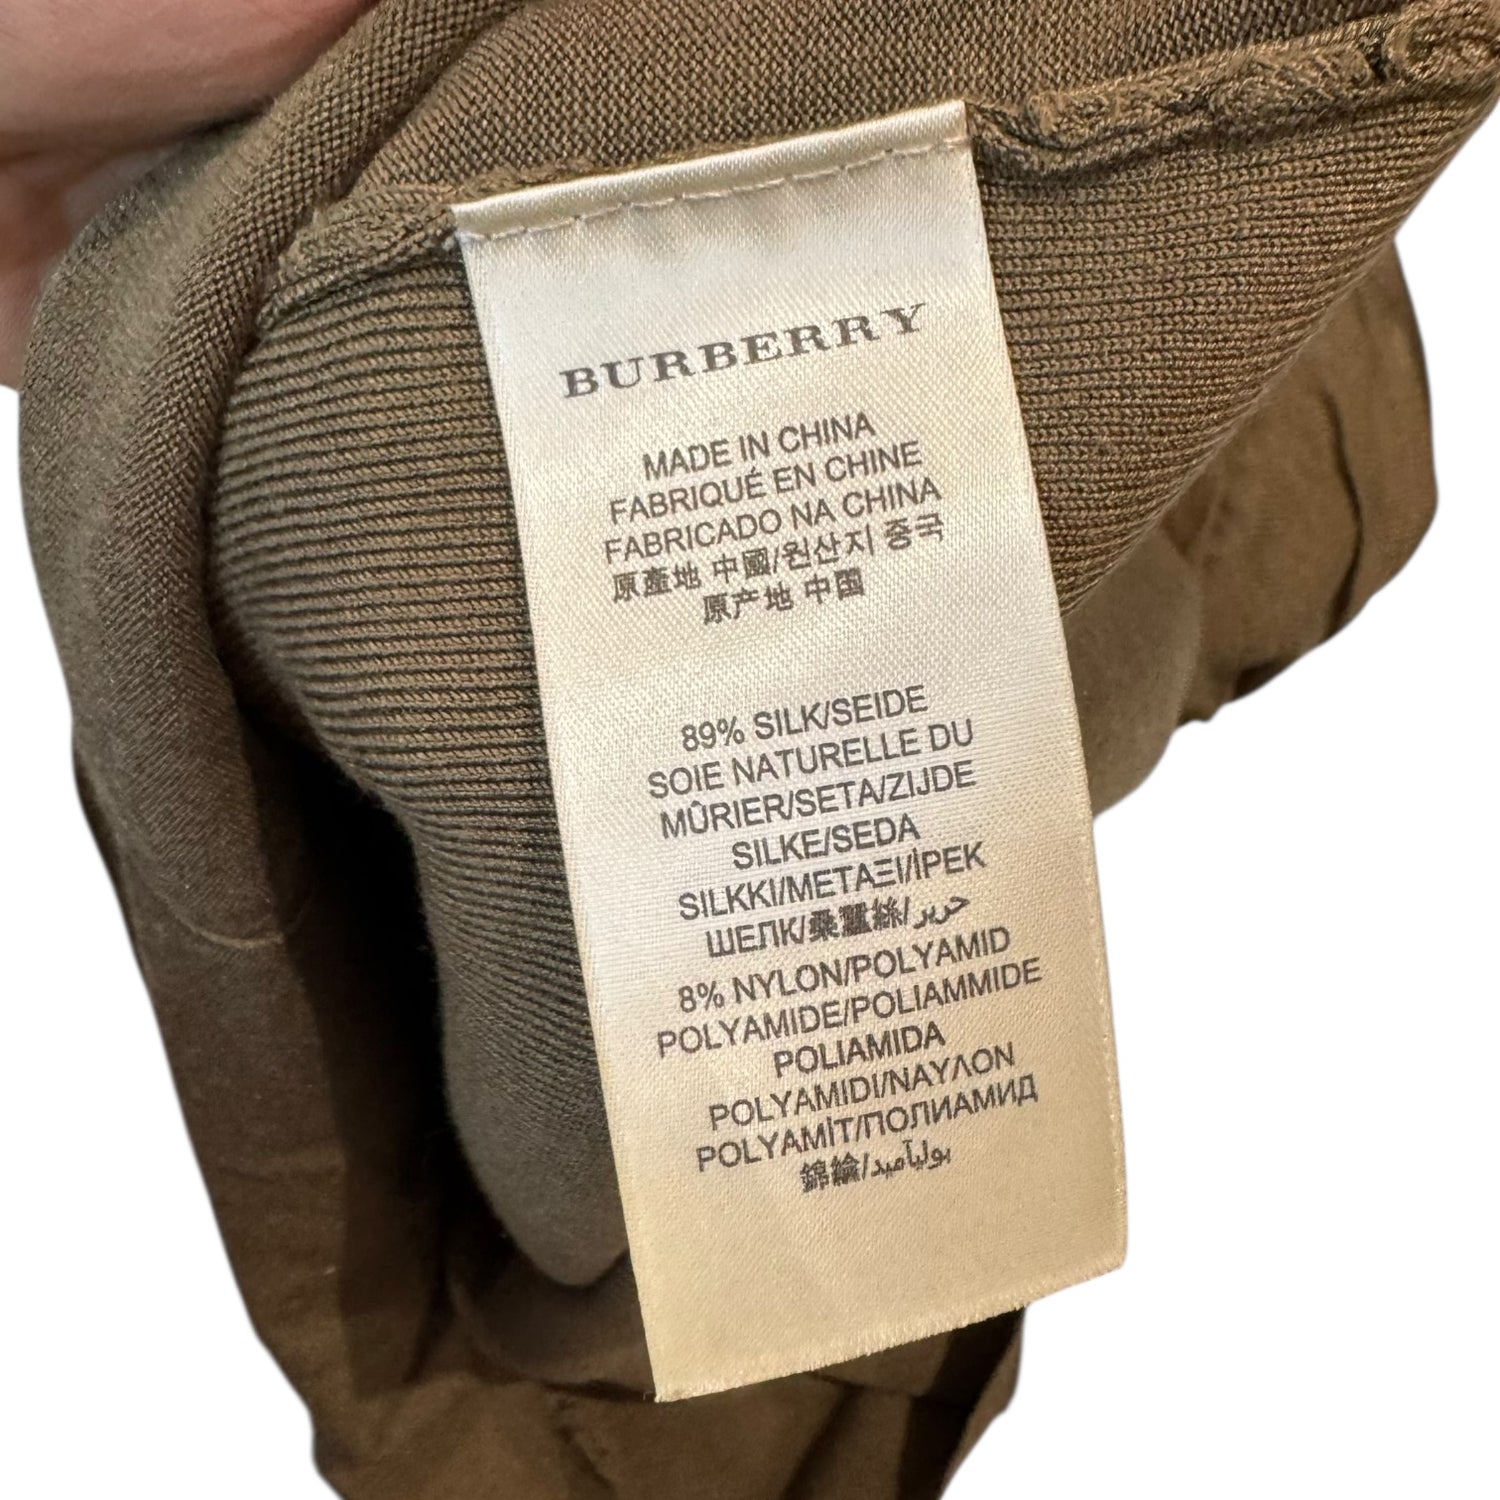 BURBERRY
MADE IN CHINA
FABRIQUÉ EN CHINE
FABRICADO NA CHINA
原產地 中國/원산지 중국
原产地 中国
89% SILK/SEIDE
SOIE NATURELLE DU
MÛRIER/SETA/ZIJDE
SILKE/SEDA
SILKKI/ΜΕΤΑΞΙ/İPEK
ШЕЛК/桑蠶絲/حرير
8% NYLON/POLYAMID
POLYAMIDE/POLIAMMIDE
POLIAMIDA
POLYAMIDI/ΝΑΥΛΟΝ
POLYAMİT/ПОЛИАМИД
錦綸/بوليآميد